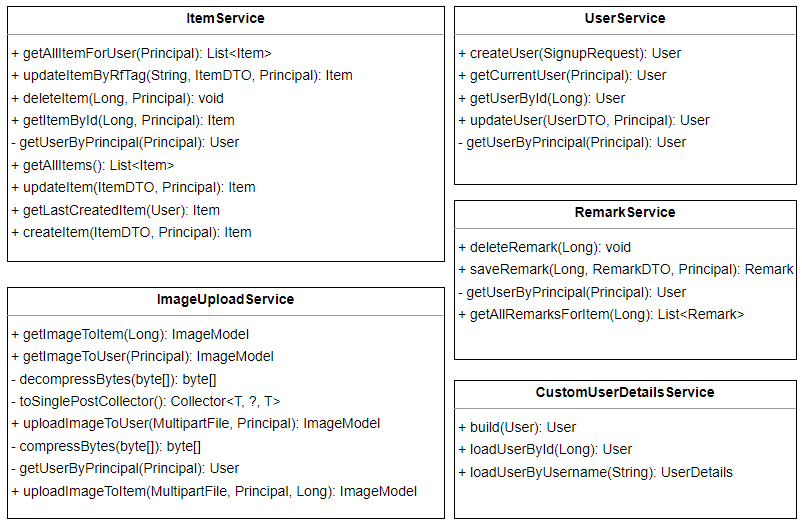 ItemService
+ getAllItemForUser(Principal): List<Item>
+ updateItemByRfTag(String, ItemDTO, Principal): Item
+ deleteItem(Long, Principal): void
+ getItemById(Long, Principal): Item
- getUserByPrincipal(Principal): User
+ getAllItems(): List<Item>
+ updateItem(ItemDTO, Principal): Item
+ getLastCreatedItem(User): Item
+ createItem(ItemDTO, Principal): Item
UserService
+ createUser(SignupRequest): User
+ getCurrentUser(Principal): User
+ getUserById(Long): User
+ updateUser(UserDTO, Principal): User
- getUserByPrincipal(Principal): User
RemarkService
+ deleteRemark(Long): void
+ saveRemark(Long, RemarkDTO, Principal): Remark
- getUserByPrincipal(Principal): User
+ getAllRemarksForItem(Long): List<Remark>
ImageUploadService
+ getImageToItem(Long): ImageModel
+ getImageToUser(Principal): ImageModel
- decompressBytes(byte[]): byte[]
- toSinglePostCollector(): Collector<T, ?, T>
+ uploadImageToUser(MultipartFile, Principal): ImageModel
- compressBytes(byte[]): byte[]
- getUserByPrincipal(Principal): User
+ uploadImageToItem(MultipartFile, Principal, Long): ImageModel
CustomUserDetailsService
+ build(User): User
+ loadUserById(Long): User
+ loadUserByUsername(String): UserDetails